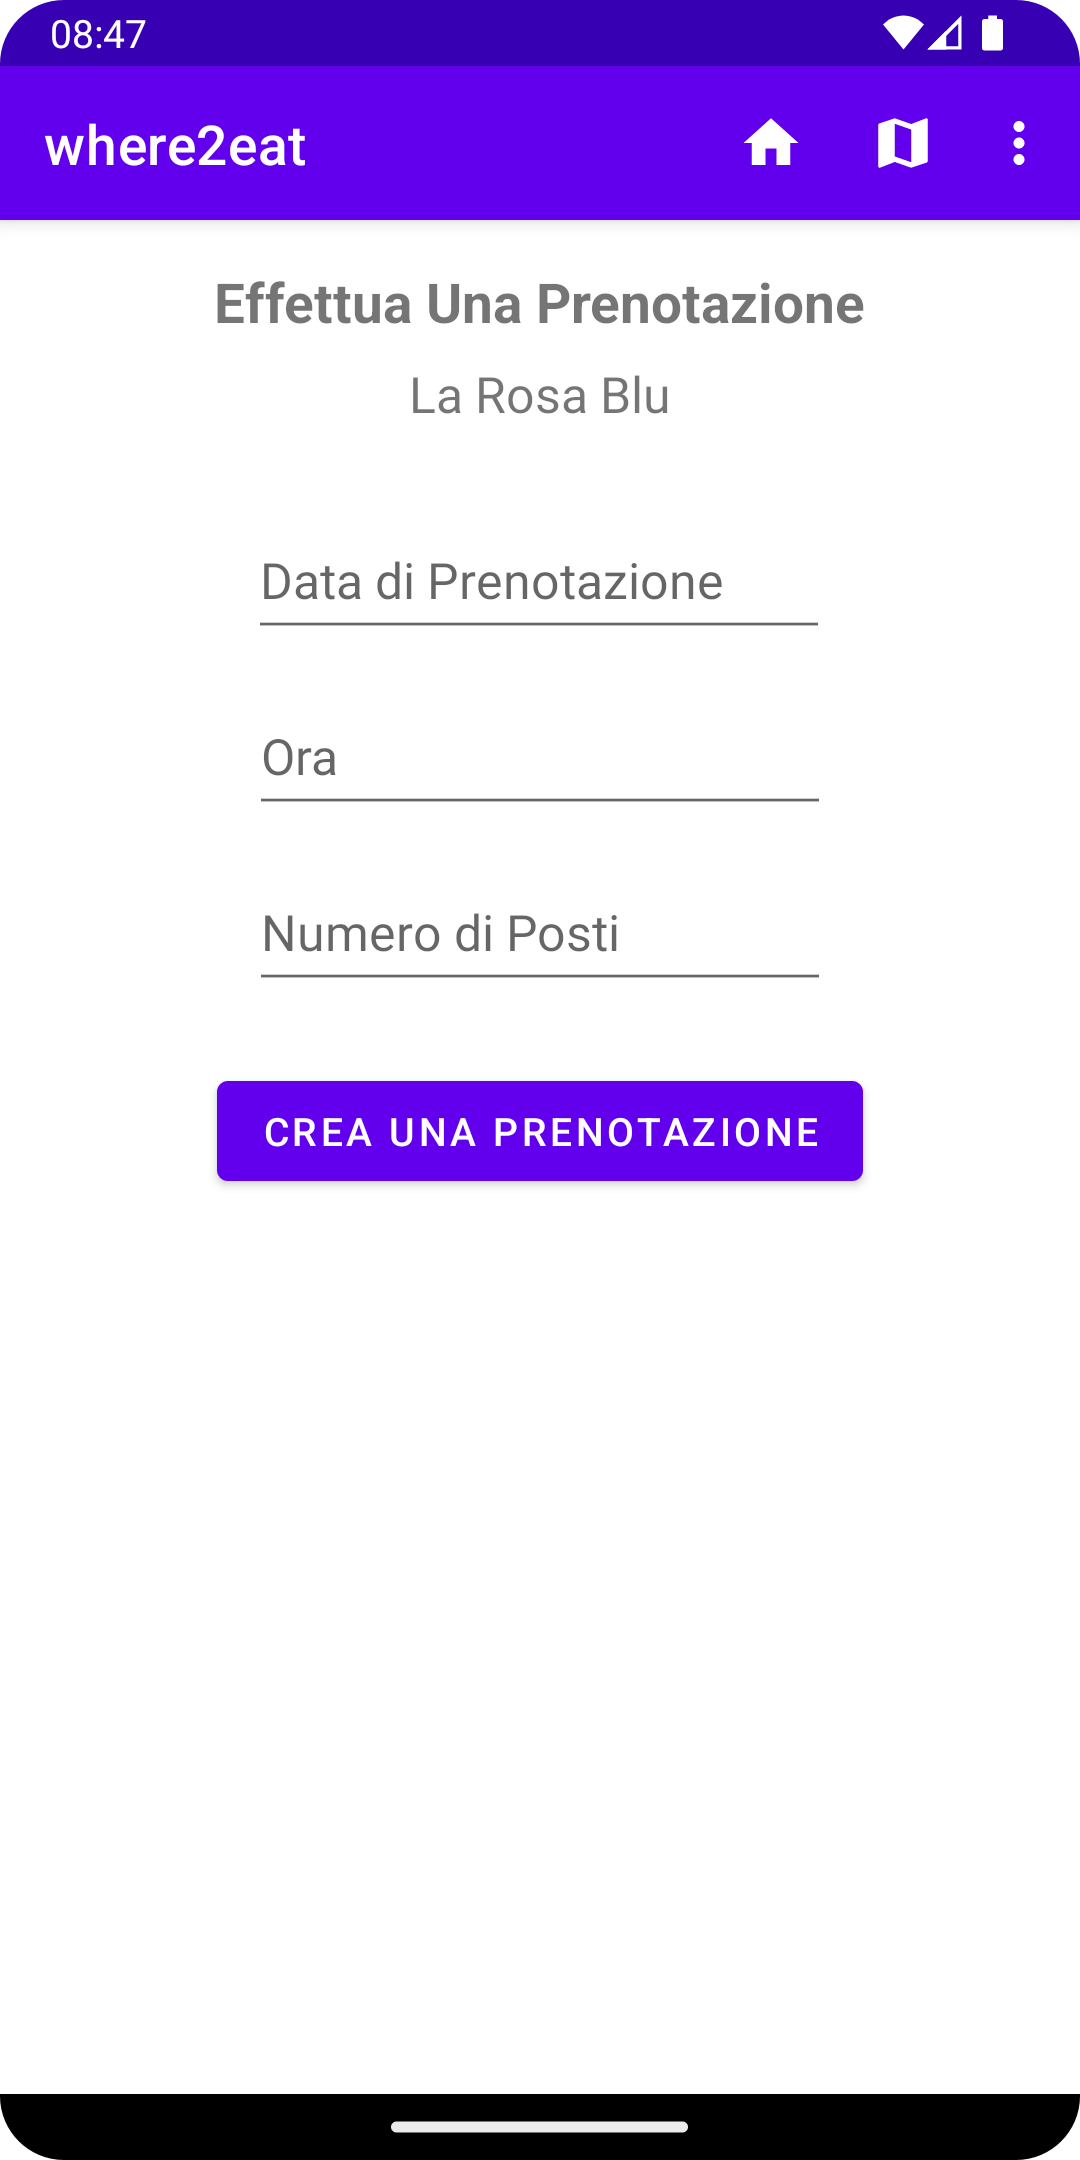 08:47
where2eat
Effettua Una Prenotazione
La Rosa Blu
Data di Prenotazione
Ora
Numero di Posti
CREA UNA PRENOTAZIONE